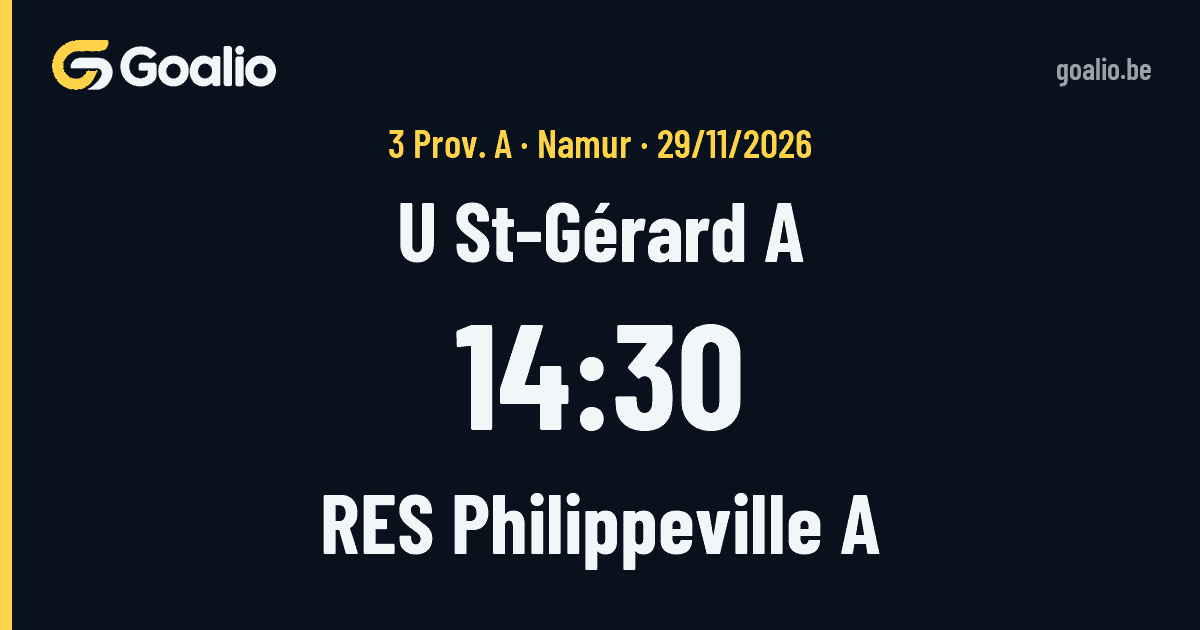 Goalio
goalio.be
3 Prov. A · Namur · 29/11/2026
U St-Gérard A
14:30
RES Philippeville A